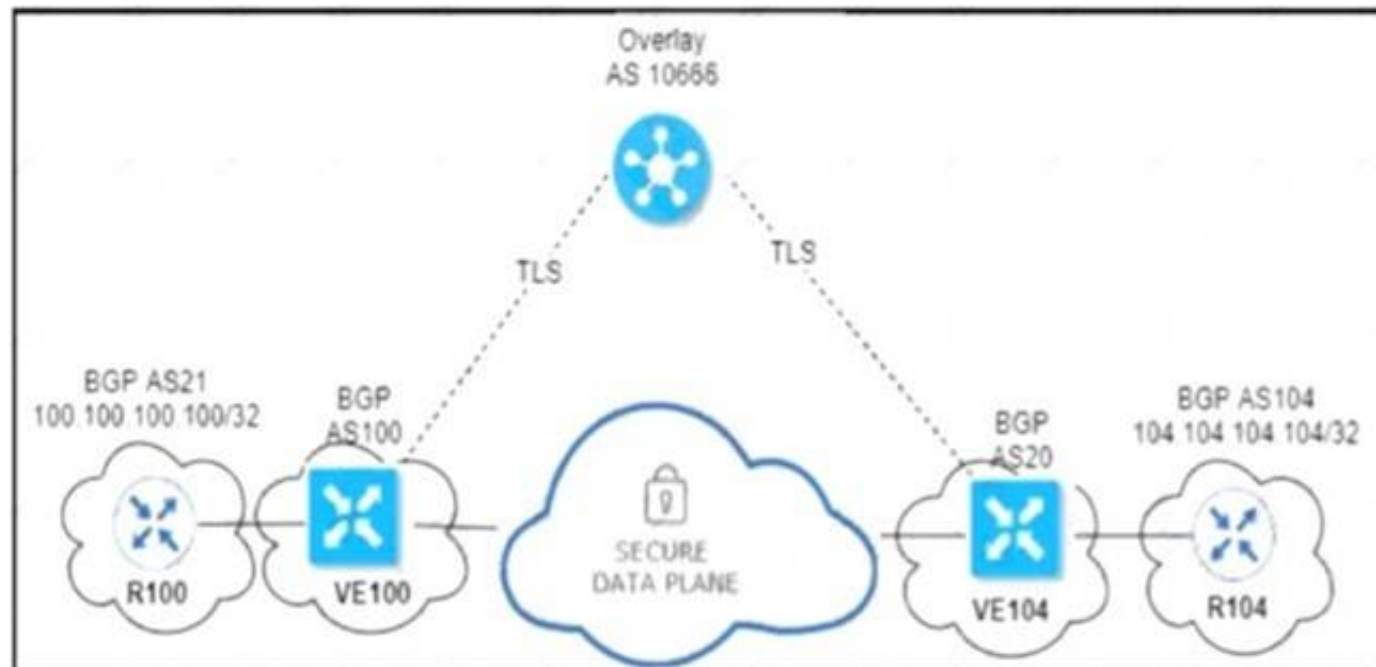 Overlay
AS 10666
TLS
TLS
BGP AS21
100 100 100 100/32
BGP
AS100
BGP
AS20
BGP AS104
104 104 104 104/32
SECURE
DATA PLANE
R100
VE100
VE104
R104